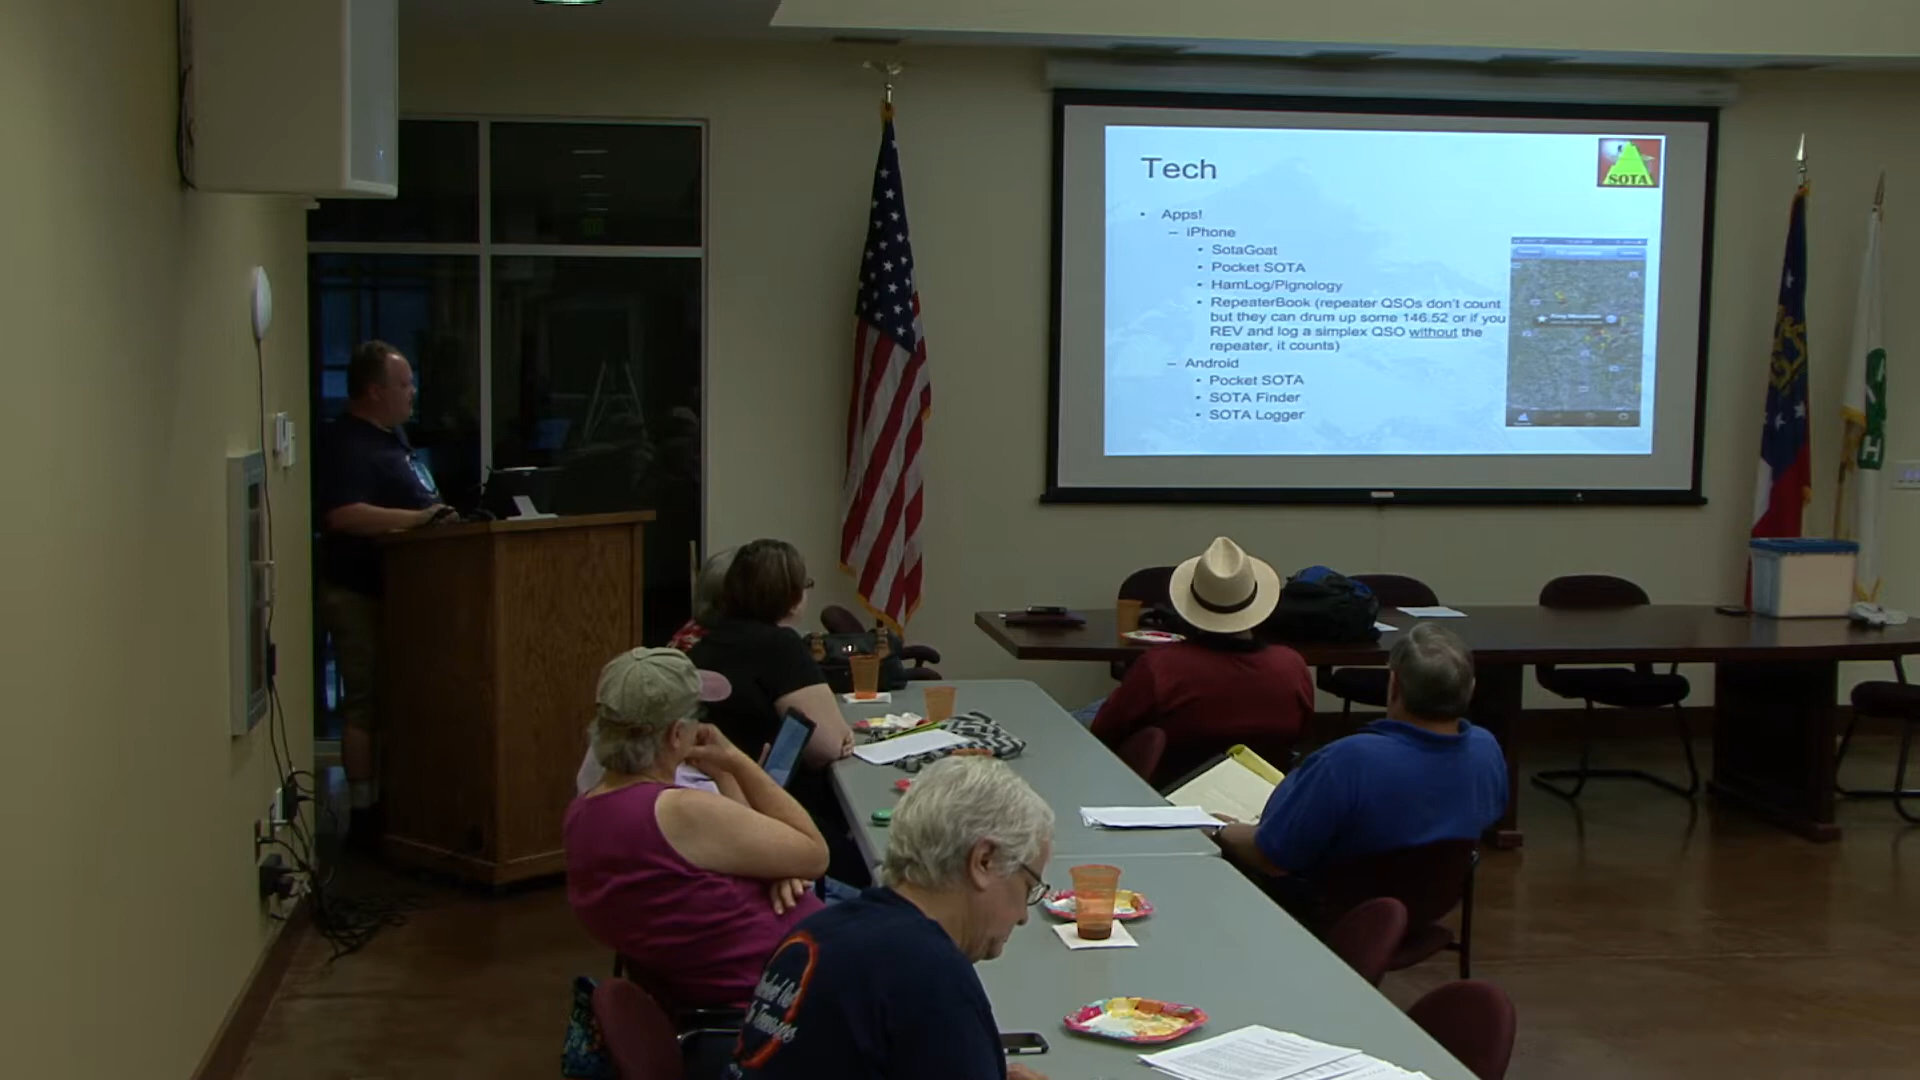 Tech
SOTA
• Apps!
– iPhone
• SotaGoat
• Pocket SOTA
• HamLog/Pignology
• RepeaterBook (repeater QSOs don't count
but they can drum up some 146.52 or if you
REV and log a simplex QSO without the
repeater, it counts)
– Android
• Pocket SOTA
• SOTA Finder
• SOTA Logger
H